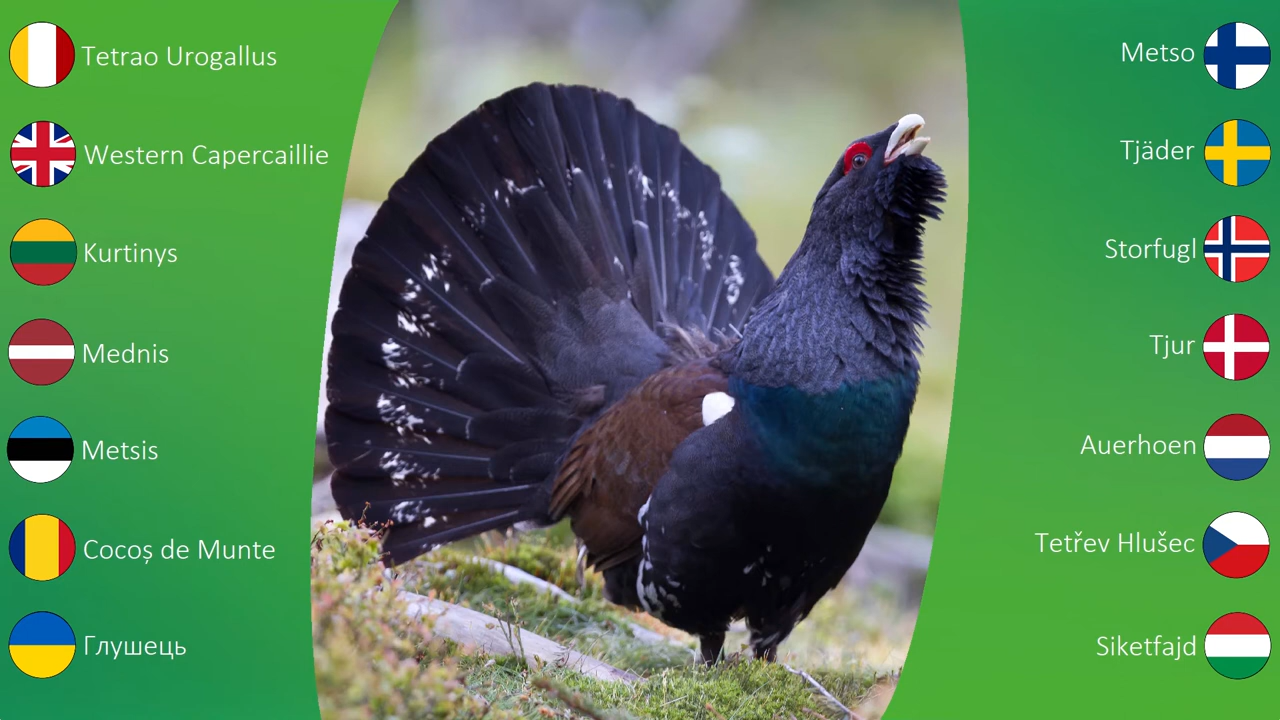 Tetrao Urogallus
Western Capercaillie
Kurtinys
Mednis
Metsis
Cocoș de Munte
Глушець
Metso
Tjäder
Storfugl
Tjur
Auerhoen
Tetřev Hlušec
Siketfajd